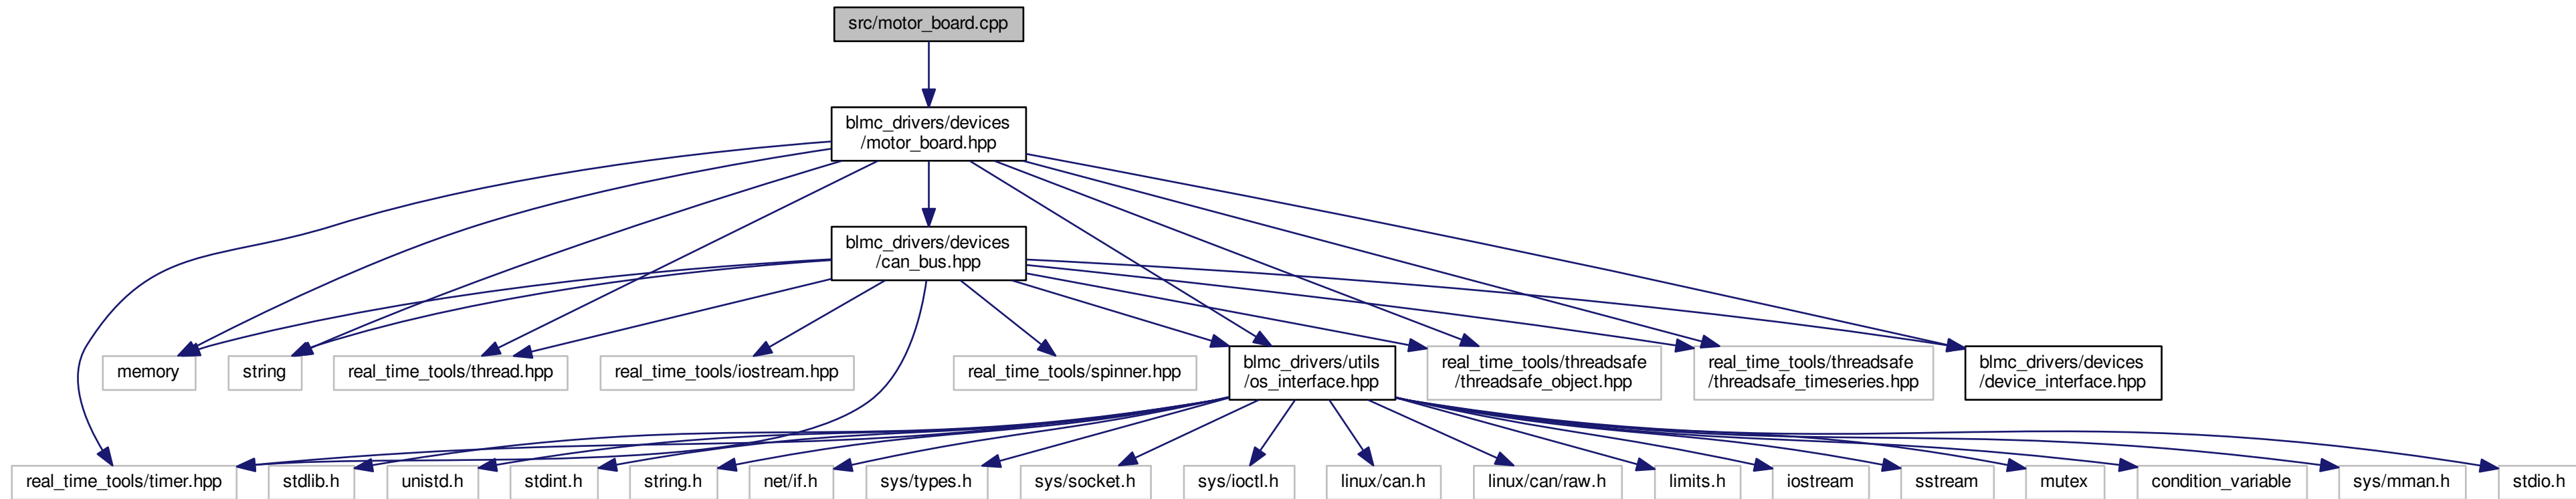 src/motor_board.cpp
blmc_drivers/devices
/motor_board.hpp
blmc_drivers/devices
/can_bus.hpp
memory
string
real_time_tools/thread.hpp
real_time_tools/iostream.hpp
real_time_tools/spinner.hpp
blmc_drivers/utils
/os_interface.hpp
real_time_tools/threadsafe
/threadsafe_object.hpp
real_time_tools/threadsafe
/threadsafe_timeseries.hpp
blmc_drivers/devices
/device_interface.hpp
real_time_tools/timer.hpp
stdlib.h
unistd.h
stdint.h
string.h
net/if.h
sys/types.h
sys/socket.h
sys/ioctl.h
linux/can.h
linux/can/raw.h
limits.h
iostream
sstream
mutex
condition_variable
sys/mman.h
stdio.h